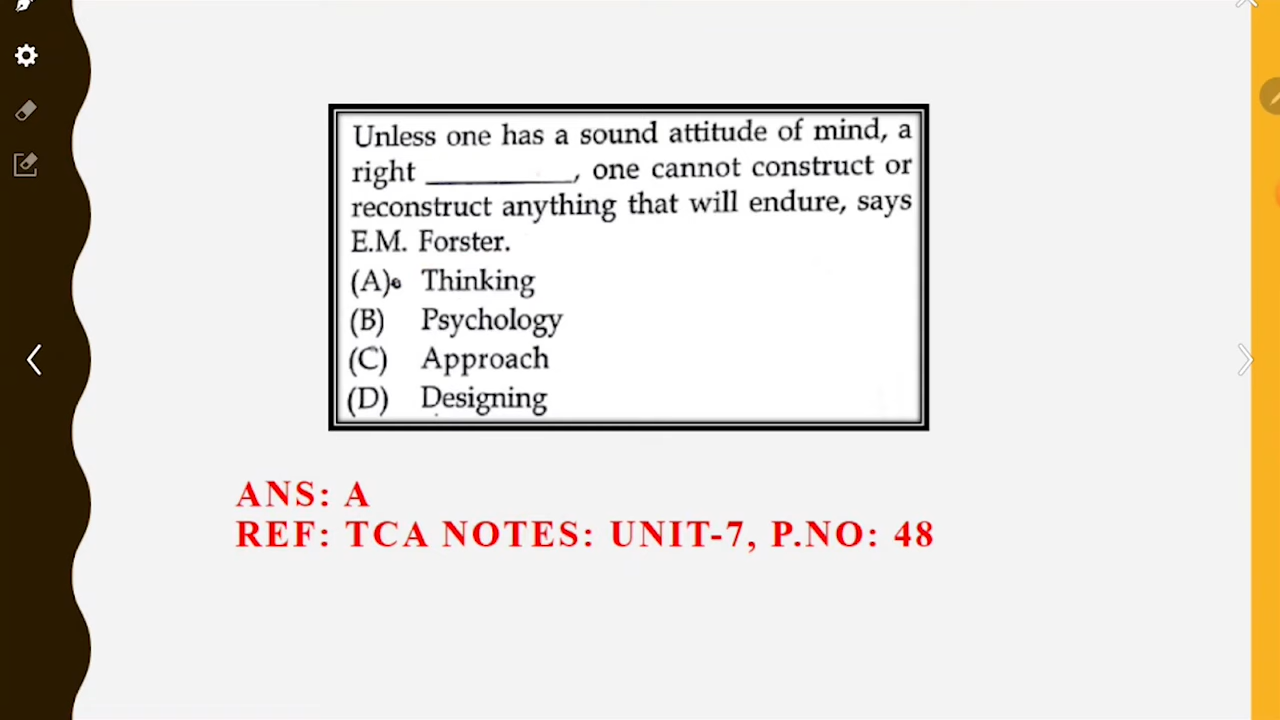 Unless one has a sound attitude of mind, a
right __________, one cannot construct or
reconstruct anything that will endure, says
E.M. Forster.
(A) Thinking
(B) Psychology
(C) Approach
(D) Designing
ANS: A
REF: TCA NOTES: UNIT-7, P.NO: 48